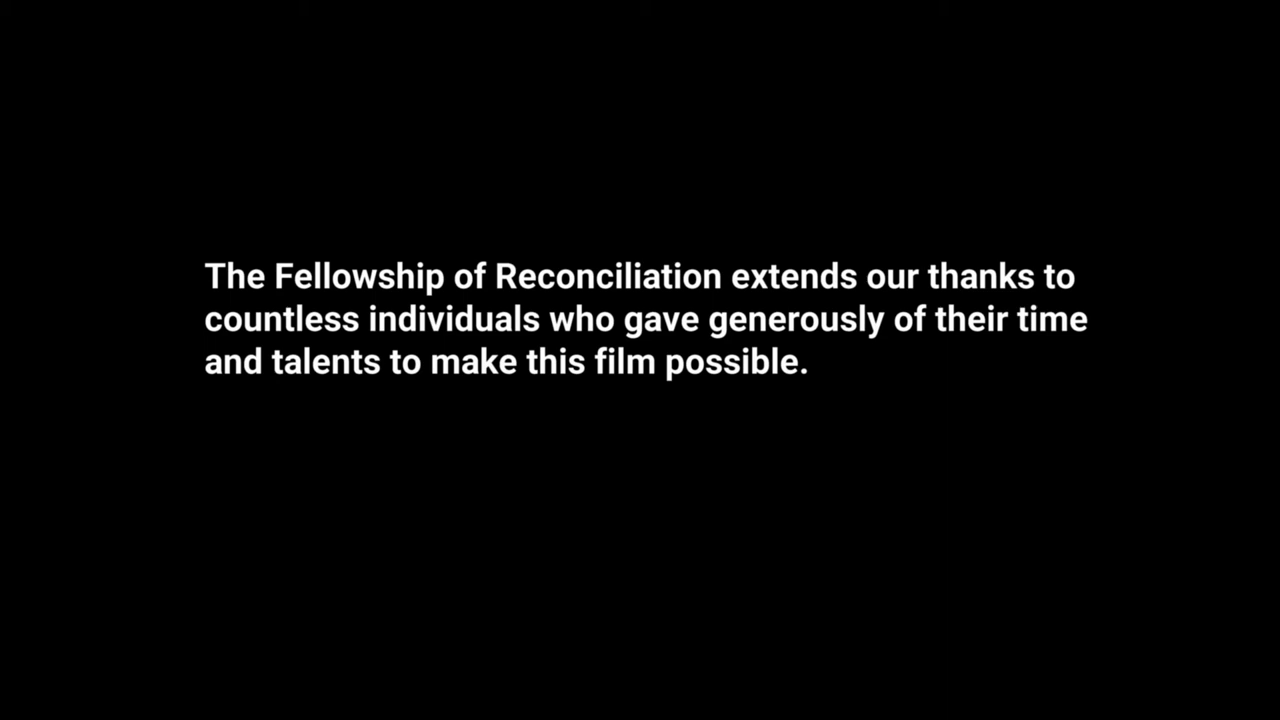 The Fellowship of Reconciliation extends our thanks to
countless individuals who gave generously of their time
and talents to make this film possible.